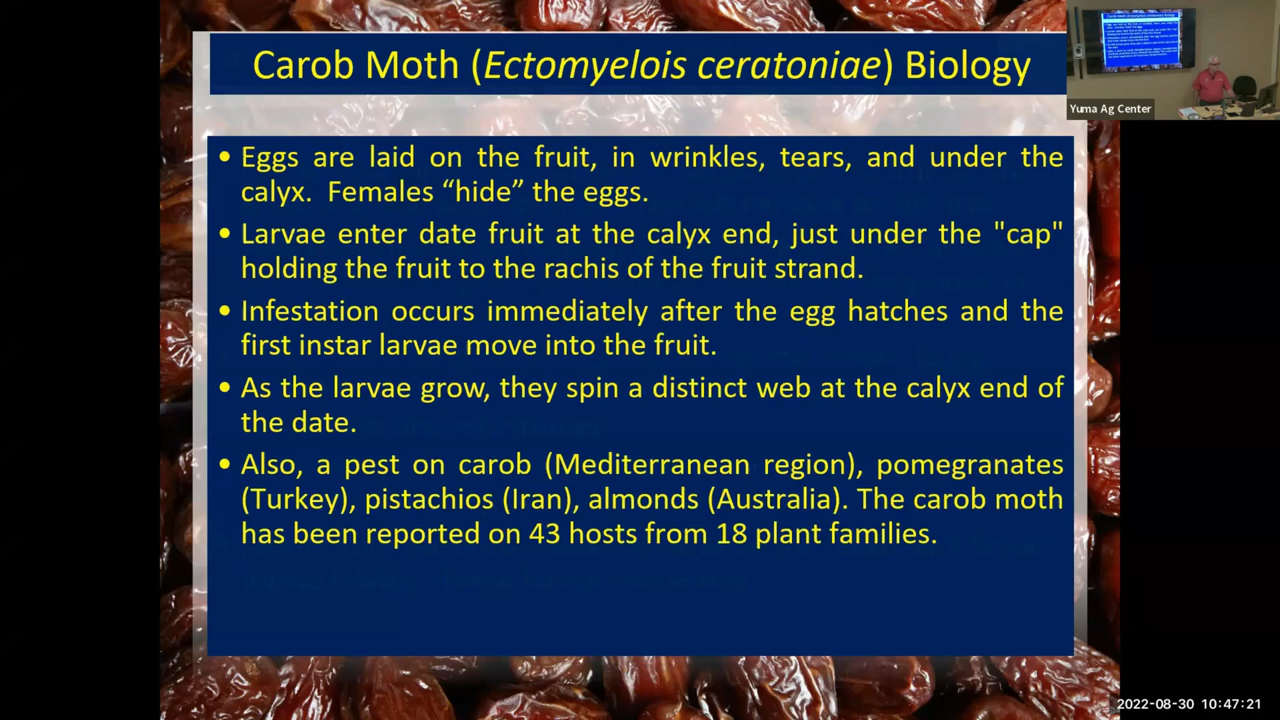 Carob Moth (Ectomyelois ceratoniae) Biology
• Eggs are laid on the fruit, in wrinkles, tears, and under the
calyx.  Females “hide” the eggs.
• Larvae enter date fruit at the calyx end, just under the "cap"
holding the fruit to the rachis of the fruit strand.
• Infestation occurs immediately after the egg hatches and the
first instar larvae move into the fruit.
• As the larvae grow, they spin a distinct web at the calyx end of
the date.
• Also, a pest on carob (Mediterranean region), pomegranates
(Turkey), pistachios (Iran), almonds (Australia). The carob moth
has been reported on 43 hosts from 18 plant families.
Yuma Ag Center
2022-08-30 10:47:21